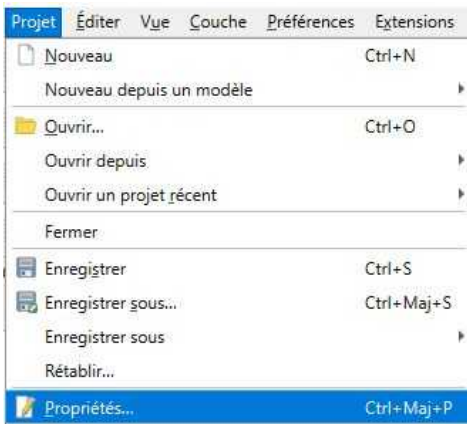 Projet Éditer Vue Couche Préférences Extensions
Nouveau Ctrl+N
Nouveau depuis un modèle
Ouvrir... Ctrl+O
Ouvrir depuis
Ouvrir un projet récent
Fermer
Enregistrer Ctrl+S
Enregistrer sous... Ctrl+Maj+S
Enregistrer sous
Rétablir...
Propriétés... Ctrl+Maj+P